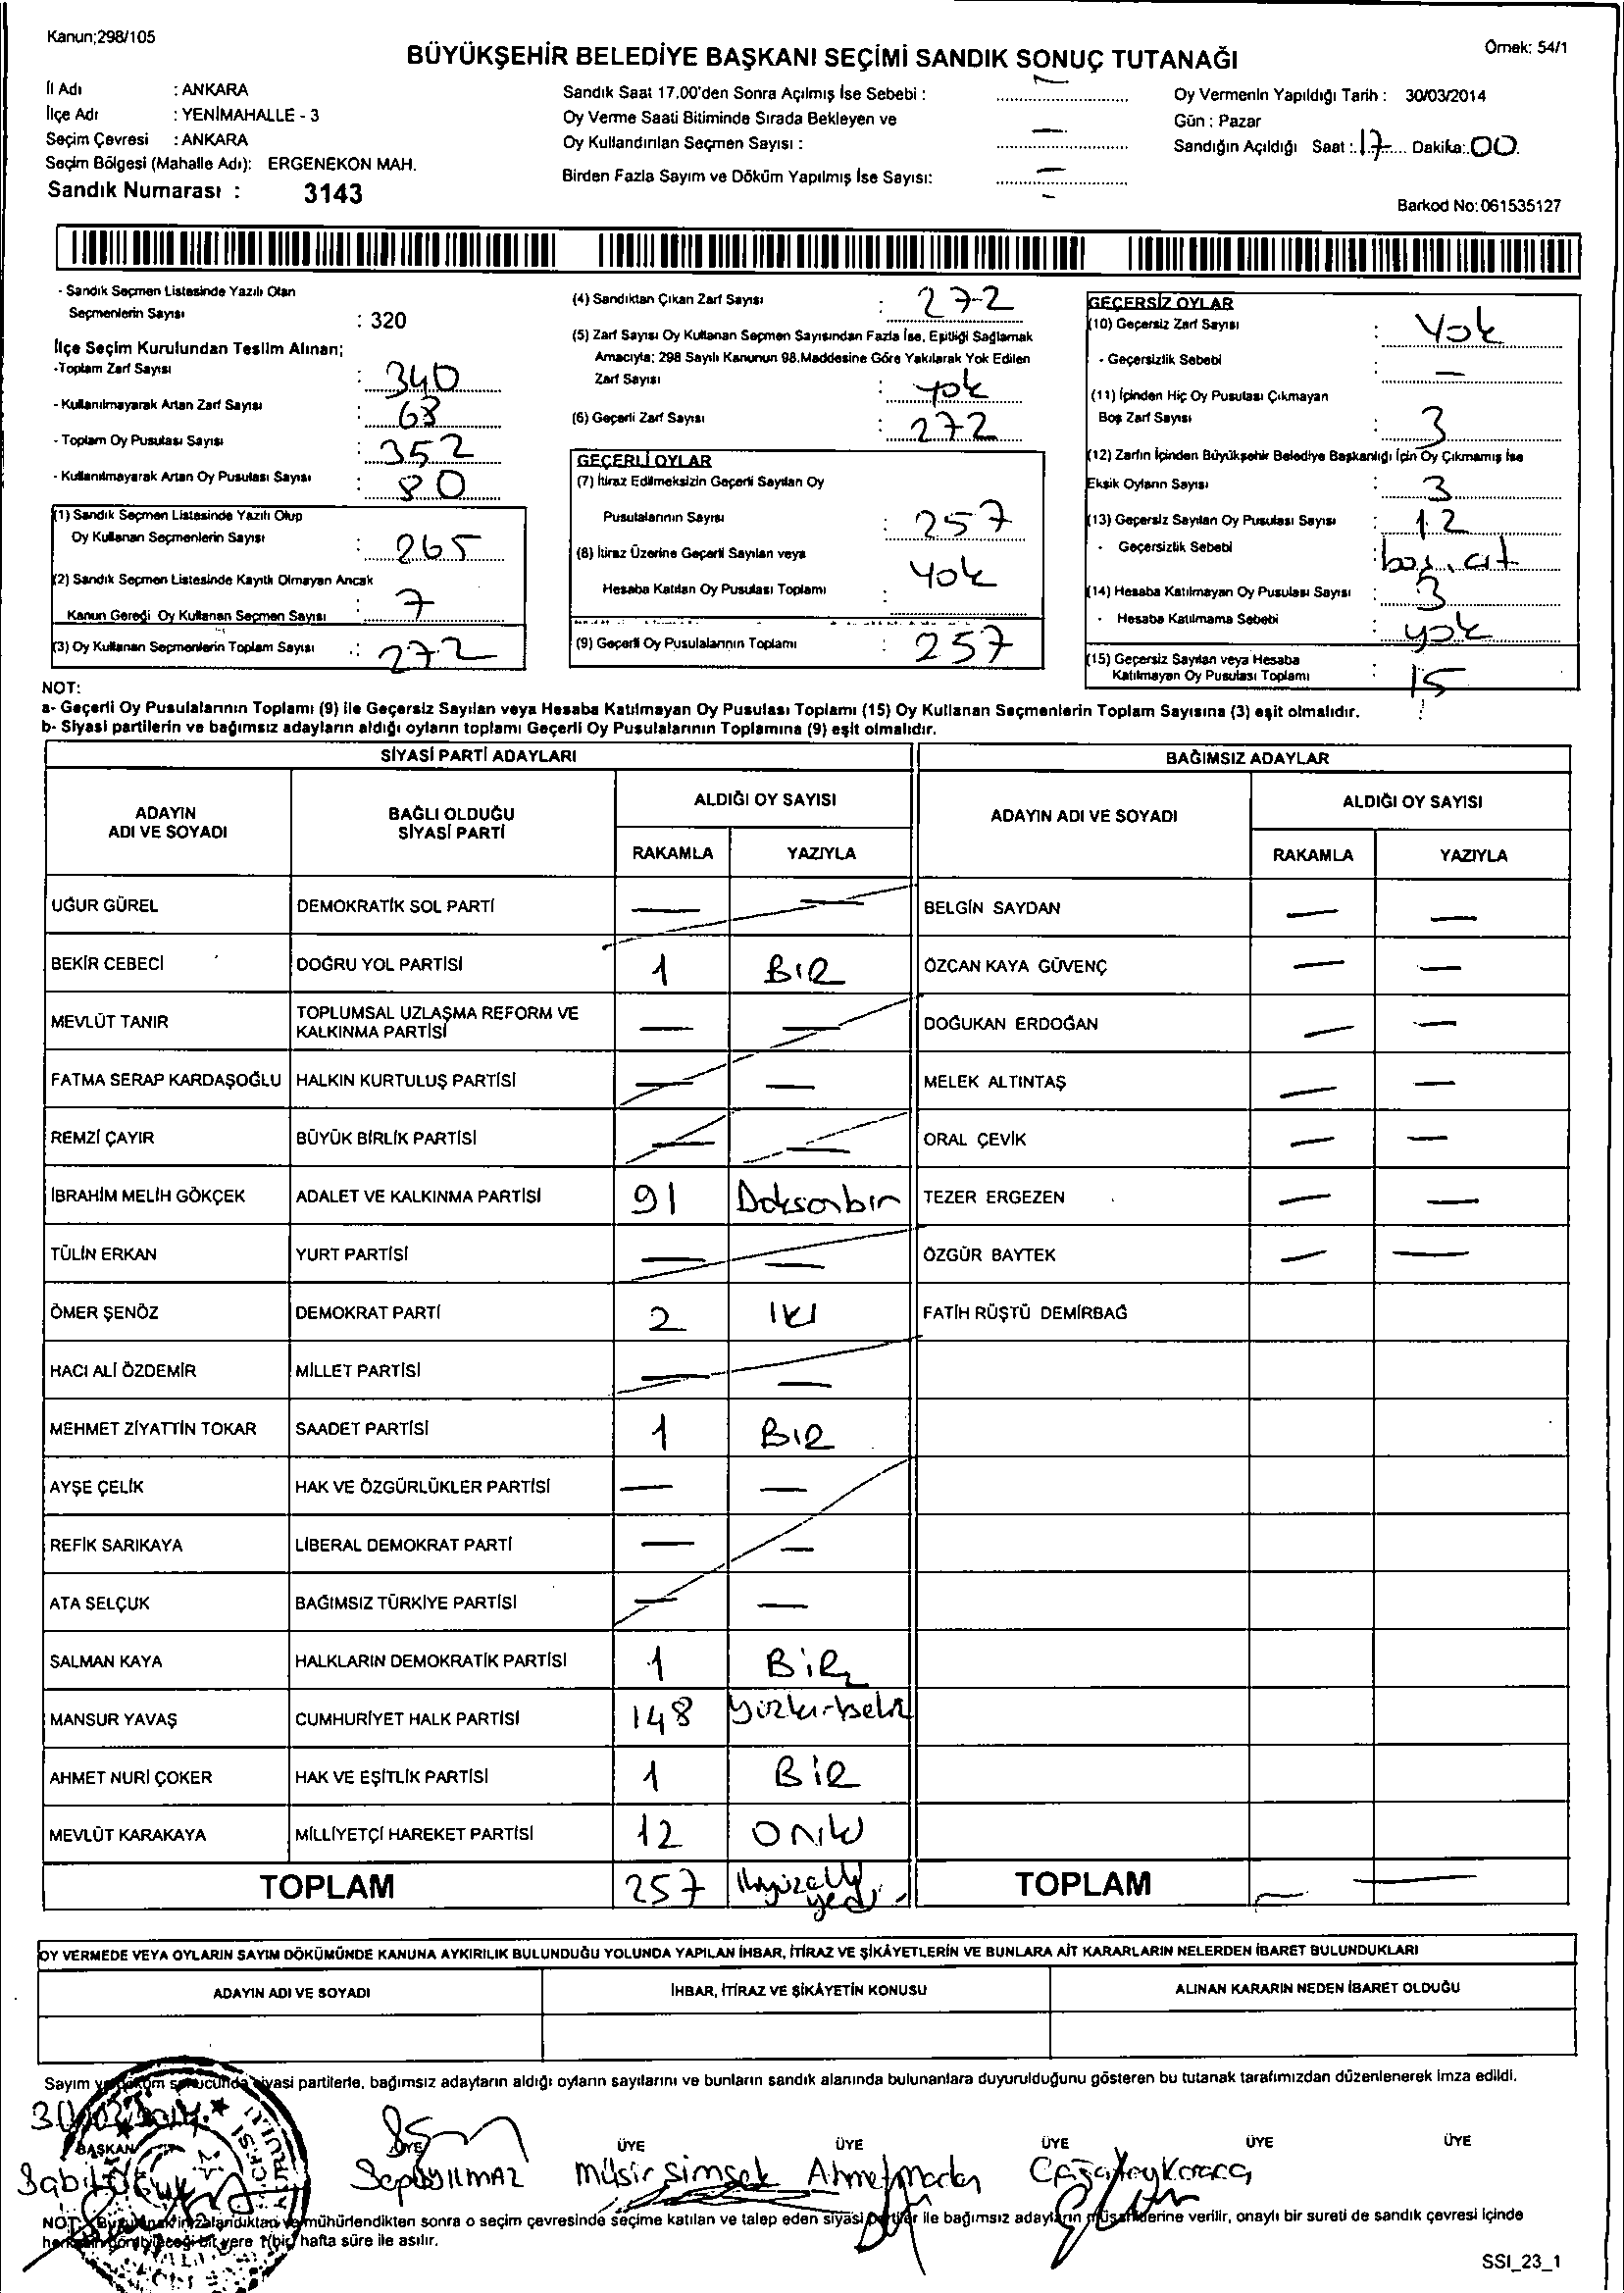 Kanun;298/105
Örnek: 54/1
BÜYÜKŞEHİR BELEDİYE BAŞKANI SEÇİMİ SANDIK SONUÇ TUTANAĞI
İl Adı : ANKARA
İlçe Adı : YENİMAHALLE - 3
Seçim Çevresi : ANKARA
Seçim Bölgesi (Mahalle Adı): ERGENEKON MAH.
Sandık Numarası : 3143
Sandık Saat 17.00'den Sonra Açılmış İse Sebebi : —
Oy Verme Saati Bitiminde Sırada Bekleyen ve
Oy Kullandırılan Seçmen Sayısı : —
Birden Fazla Sayım ve Döküm Yapılmış İse Sayısı: —
Oy Vermenin Yapıldığı Tarih : 30/03/2014
Gün : Pazar
Sandığın Açıldığı Saat : 17 Dakika: 00
Barkod No:061535127
- Sandık Seçmen Listesinde Yazılı Olan
Seçmenlerin Sayısı : 320
İlçe Seçim Kurulundan Teslim Alınan;
-Toplam Zarf Sayısı : 340
- Kullanılmayarak Artan Zarf Sayısı : 68
- Toplam Oy Pusulası Sayısı : 352
- Kullanılmayarak Artan Oy Pusulası Sayısı : 80
(1) Sandık Seçmen Listesinde Yazılı Olup
Oy Kullanan Seçmenlerin Sayısı : 265
(2) Sandık Seçmen Listesinde Kayıtlı Olmayan Ancak
Kanun Gereği Oy Kullanan Seçmen Sayısı : 7
(3) Oy Kullanan Seçmenlerin Toplam Sayısı : 272
(4) Sandıktan Çıkan Zarf Sayısı : 272
(5) Zarf Sayısı Oy Kullanan Seçmen Sayısından Fazla İse, Eşitliği Sağlamak
Amacıyla; 298 Sayılı Kanunun 98.Maddesine Göre Yakılarak Yok Edilen
Zarf Sayısı : yok
(6) Geçerli Zarf Sayısı : 272
GEÇERLİ OYLAR
(7) İtiraz Edilmeksizin Geçerli Sayılan Oy
Pusulalarının Sayısı : 257
(8) İtiraz Üzerine Geçerli Sayılan veya
Hesaba Katılan Oy Pusulası Toplamı : Yok
(9) Geçerli Oy Pusulalarının Toplamı : 257
GEÇERSİZ OYLAR
(10) Geçersiz Zarf Sayısı : Yok
- Geçersizlik Sebebi : —
(11) İçinden Hiç Oy Pusulası Çıkmayan
Boş Zarf Sayısı : 3
(12) Zarfın İçinden Büyükşehir Belediye Başkanlığı İçin Oy Çıkmamış İse
Eksik Oyların Sayısı : 3
(13) Geçersiz Sayılan Oy Pusulası Sayısı : 12
- Geçersizlik Sebebi : boş,
(14) Hesaba Katılmayan Oy Pusulası Sayısı : 3
- Hesaba Katılmama Sebebi : yok
(15) Geçersiz Sayılan veya Hesaba
Katılmayan Oy Pusulası Toplamı : 15
NOT:
a- Geçerli Oy Pusulalarının Toplamı (9) ile Geçersiz Sayılan veya Hesaba Katılmayan Oy Pusulası Toplamı (15) Oy Kullanan Seçmenlerin Toplam Sayısına (3) eşit olmalıdır.
b- Siyasi partilerin ve bağımsız adayların aldığı oyların toplamı Geçerli Oy Pusulalarının Toplamına (9) eşit olmalıdır.
SİYASİ PARTİ ADAYLARI
ADAYIN ADI VE SOYADI BAĞLI OLDUĞU SİYASİ PARTİ ALDIĞI OY SAYISI
RAKAMLA YAZIYLA
UĞUR GÜREL DEMOKRATİK SOL PARTİ — —
BEKİR CEBECİ DOĞRU YOL PARTİSİ 1 BIR
MEVLÜT TANIR TOPLUMSAL UZLAŞMA REFORM VE KALKINMA PARTİSİ — —
FATMA SERAP KARDAŞOĞLU HALKIN KURTULUŞ PARTİSİ — —
REMZİ ÇAYIR BÜYÜK BİRLİK PARTİSİ — —
İBRAHİM MELİH GÖKÇEK ADALET VE KALKINMA PARTİSİ 91 Doksanbir
TÜLİN ERKAN YURT PARTİSİ — —
ÖMER ŞENÖZ DEMOKRAT PARTİ 2 IKI
HACI ALİ ÖZDEMİR MİLLET PARTİSİ — —
MEHMET ZİYATTİN TOKAR SAADET PARTİSİ 1 BIR
AYŞE ÇELİK HAK VE ÖZGÜRLÜKLER PARTİSİ — —
REFİK SARIKAYA LİBERAL DEMOKRAT PARTİ — —
ATA SELÇUK BAĞIMSIZ TÜRKİYE PARTİSİ — —
SALMAN KAYA HALKLARIN DEMOKRATİK PARTİSİ 1 BİR
MANSUR YAVAŞ CUMHURİYET HALK PARTİSİ 148
AHMET NURİ ÇOKER HAK VE EŞİTLİK PARTİSİ 1 BİR
MEVLÜT KARAKAYA MİLLİYETÇİ HAREKET PARTİSİ 12 Oniki
TOPLAM 257 İkiyüzelli yedi
BAĞIMSIZ ADAYLAR
ADAYIN ADI VE SOYADI ALDIĞI OY SAYISI
RAKAMLA YAZIYLA
BELGİN SAYDAN — —
ÖZCAN KAYA GÜVENÇ — —
DOĞUKAN ERDOĞAN — —
MELEK ALTINTAŞ — —
ORAL ÇEVİK — —
TEZER ERGEZEN — —
ÖZGÜR BAYTEK — —
FATİH RÜŞTÜ DEMİRBAĞ
TOPLAM — —
OY VERMEDE VEYA OYLARIN SAYIM DÖKÜMÜNDE KANUNA AYKIRILIK BULUNDUĞU YOLUNDA YAPILAN İHBAR, İTİRAZ VE ŞİKÂYETLERİN VE BUNLARA AİT KARARLARIN NELERDEN İBARET BULUNDUKLARI
ADAYIN ADI VE SOYADI İHBAR, İTİRAZ VE ŞİKÂYETİN KONUSU ALINAN KARARIN NEDEN İBARET OLDUĞU
Sayım ve döküm sonucunda siyasi partilerle, bağımsız adayların aldığı oyların sayılarını ve bunların sandık alanında bulunanlara duyurulduğunu gösteren bu tutanak tarafımızdan düzenlenerek imza edildi.
BAŞKAN ÜYE ÜYE ÜYE ÜYE ÜYE ÜYE
YILMAZ Müsir Şimşek
NOT: Bu tutanak imzalandıktan ve mühürlendikten sonra o seçim çevresinde seçime katılan ve talep eden siyasi partiler ile bağımsız adayların müşahitlerine verilir, onaylı bir sureti de sandık çevresi içinde
herkesin görebileceği bir yere 1(bir) hafta süre ile asılır.
SSI_23_1